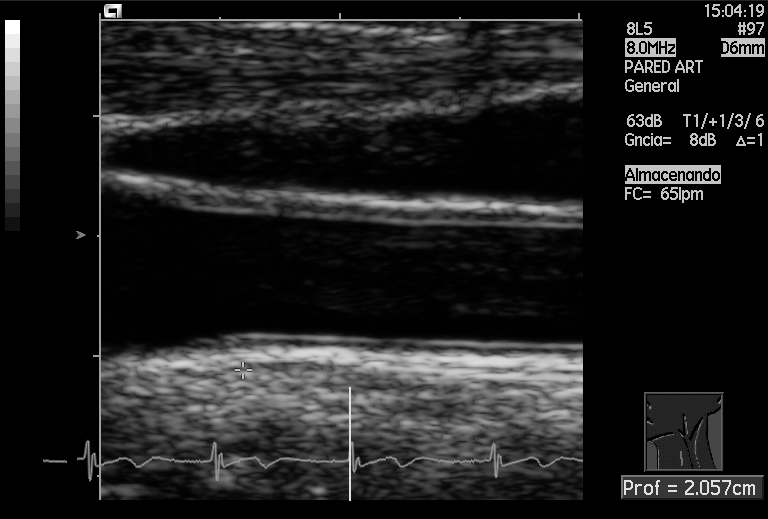 15:04:19
8L5 #97
8.0MHz 06mm
PARED ART
General
63dB T1/+1/3/ 6
Gncia= 8dB Δ=1
Almacenando
FC= 65lpm
Prof = 2.057cm